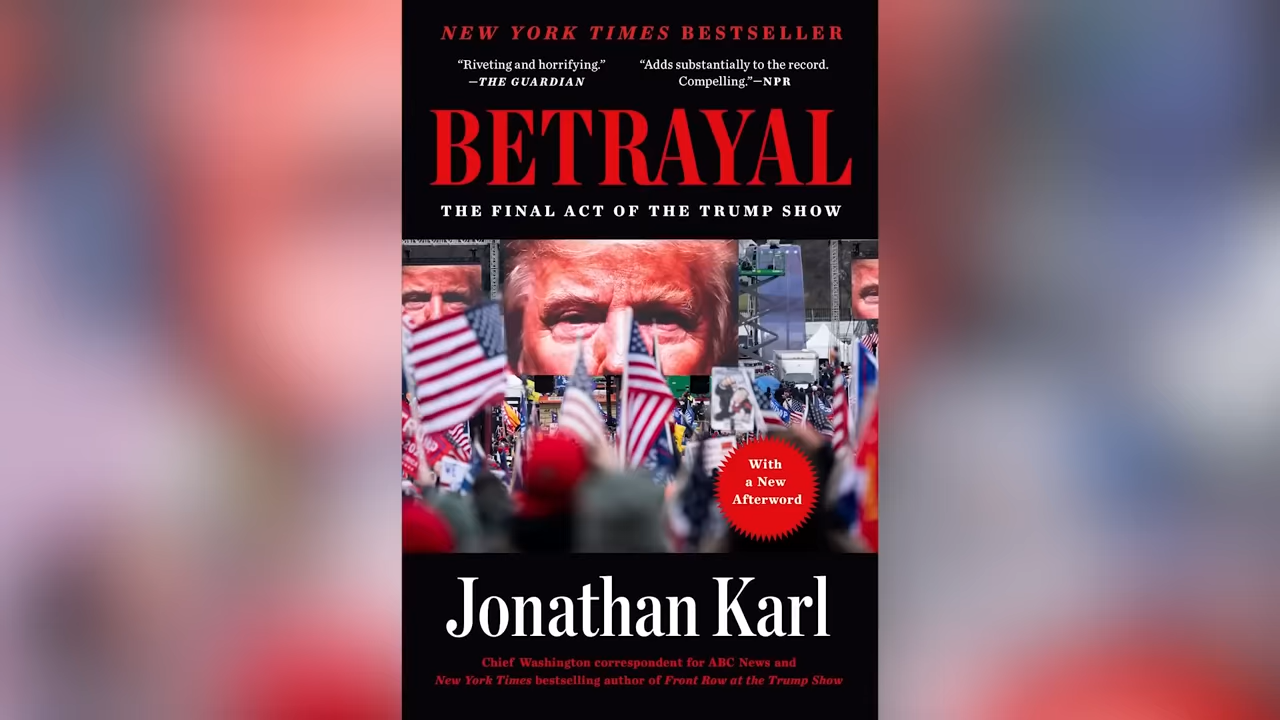 NEW YORK TIMES BESTSELLER
“Riveting and horrifying.”
—THE GUARDIAN
“Adds substantially to the record.
Compelling.”—NPR
BETRAYAL
THE FINAL ACT OF THE TRUMP SHOW
With
a New
Afterword
Jonathan Karl
Chief Washington correspondent for ABC News and
New York Times bestselling author of Front Row at the Trump Show